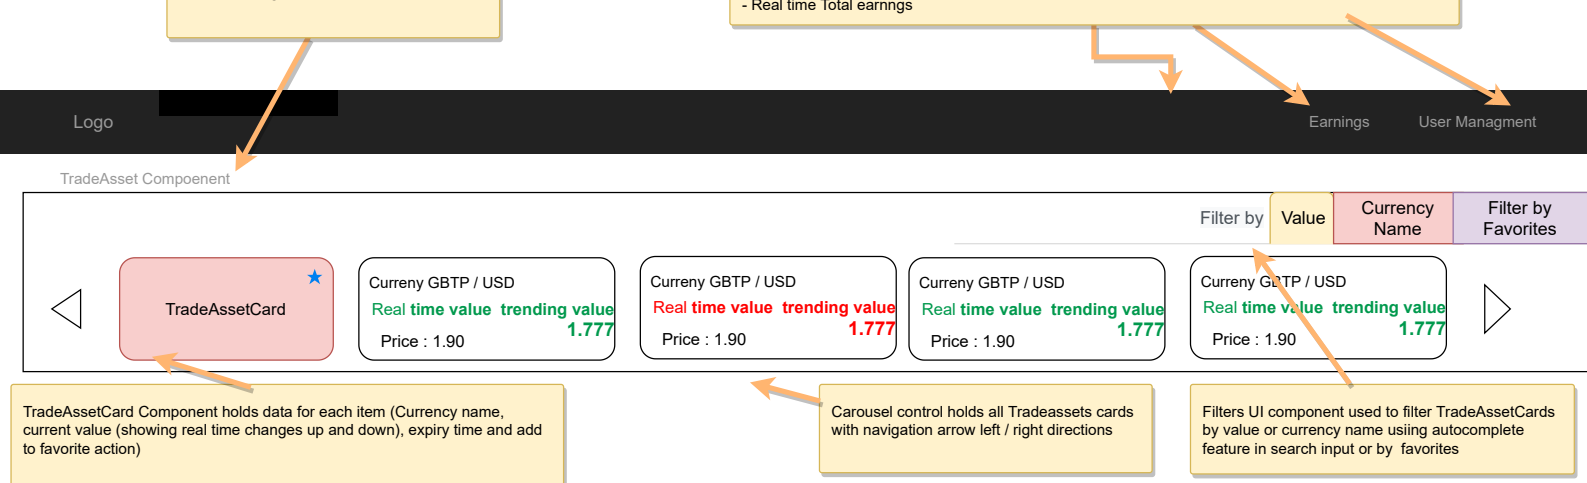 - Real time Total earnngs
Logo
Earnings
User Managment
TradeAsset Compoenent
Filter by
Value
Currency
Name
Filter by
Favorites
TradeAssetCard
Curreny GBTP / USD
Real time value trending value
1.777
Price : 1.90
Curreny GBTP / USD
Real time value trending value
1.777
Price : 1.90
Curreny GBTP / USD
Real time value trending value
1.777
Price : 1.90
Curreny GBTP / USD
Real time value trending value
1.777
Price : 1.90
TradeAssetCard Component holds data for each item (Currency name,
current value (showing real time changes up and down), expiry time and add
to favorite action)
Carousel control holds all Tradeassets cards
with navigation arrow left / right directions
Filters UI component used to filter TradeAssetCards
by value or currency name usiing autocomplete
feature in search input or by favorites